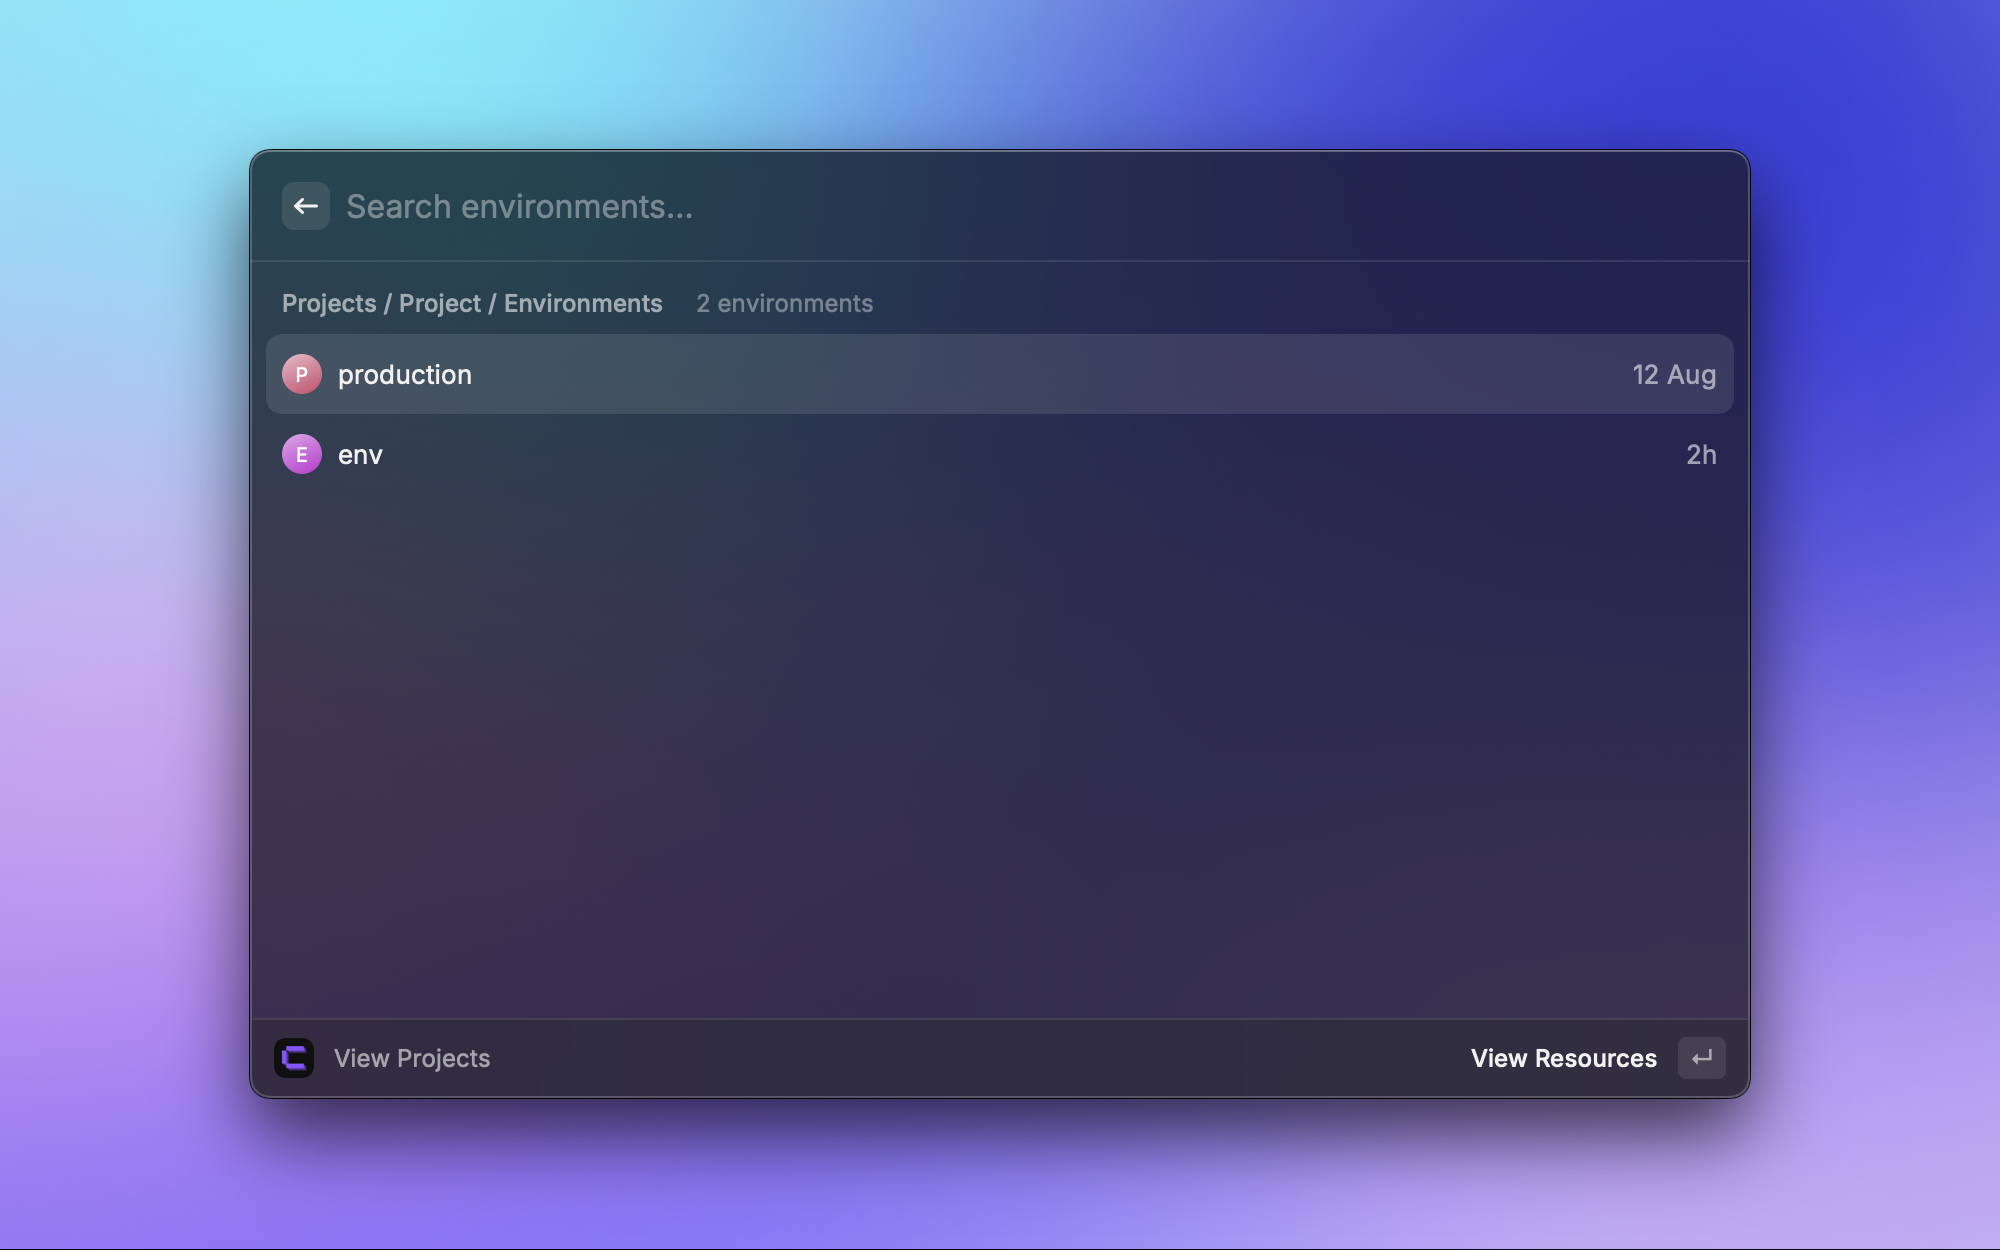 Search environments...
Projects / Project / Environments 2 environments
P production 12 Aug
E env 2h
View Projects View Resources